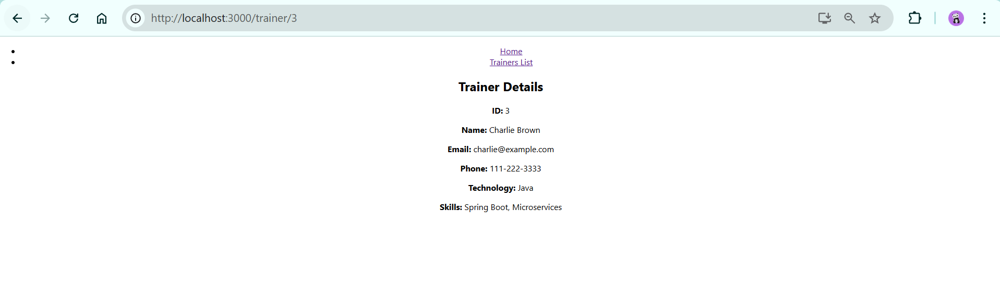 http://localhost:3000/trainer/3
Home
Trainers List
Trainer Details
ID: 3
Name: Charlie Brown
Email: charlie@example.com
Phone: 111-222-3333
Technology: Java
Skills: Spring Boot, Microservices